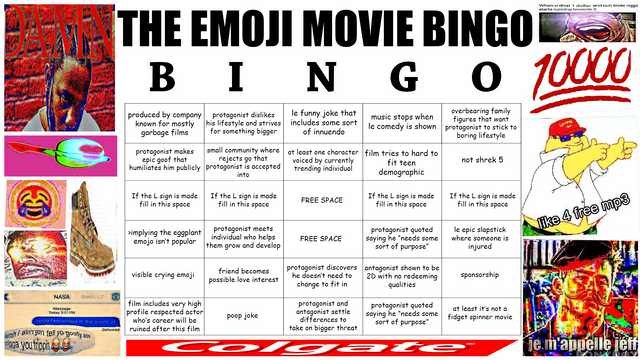 THE EMOJI MOVIE BINGO
B I N G O
produced by company known for mostly garbage films
protagonist dislikes his lifestyle and strives for something bigger
le funny joke that includes some sort of innuendo
music stops when le comedy is shown
overbearing family figures that want protagonist to stick to boring lifestyle
protagonist makes epic goof that humiliates him publicly
small community where rejects go that protagonist is accepted into
at least one character voiced by currently trending individual
film tries to hard to fit teen demographic
not shrek 5
If the L sign is made fill in this space
If the L sign is made fill in this space
FREE SPACE
If the L sign is made fill in this space
If the L sign is made fill in this space
implying the eggplant emoji isn't popular
protagonist meets individual who helps them grow and develop
FREE SPACE
protagonist quoted saying he "needs some sort of purpose"
le epic slapstick where someone is injured
visible crying emoji
friend becomes possible love interest
protagonist discovers he doesn't need to change to fit in
antagonist shown to be 2D with no redeeming qualities
sponsorship
film includes very high profile respected actor who's career will be ruined after this film
poop joke
protagonist and antagonist settle differences to take on bigger threat
protagonist quoted saying he "needs some sort of purpose"
at least it's not a fidget spinner movie
Colgate
DAMN.
NASA
10000
like 4 free mp3
je m'appelle jeff